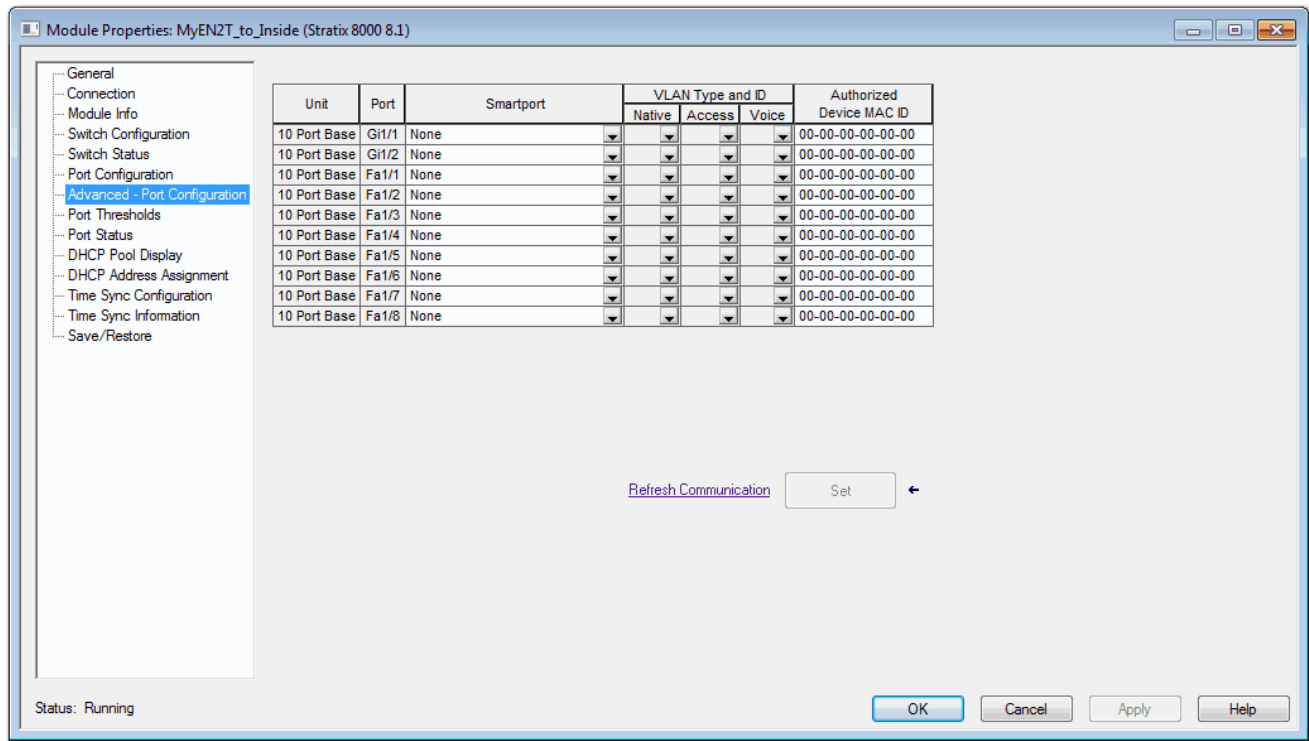 Module Properties: MyEN2T_to_Inside (Stratix 8000 8.1)
General
Connection
Module Info
Switch Configuration
Switch Status
Port Configuration
Advanced - Port Configuration
Port Thresholds
Port Status
DHCP Pool Display
DHCP Address Assignment
Time Sync Configuration
Time Sync Information
Save/Restore
Unit Port Smartport VLAN Type and ID Authorized Device MAC ID
Native Access Voice
10 Port Base Gi1/1 None 00-00-00-00-00-00
10 Port Base Gi1/2 None 00-00-00-00-00-00
10 Port Base Fa1/1 None 00-00-00-00-00-00
10 Port Base Fa1/2 None 00-00-00-00-00-00
10 Port Base Fa1/3 None 00-00-00-00-00-00
10 Port Base Fa1/4 None 00-00-00-00-00-00
10 Port Base Fa1/5 None 00-00-00-00-00-00
10 Port Base Fa1/6 None 00-00-00-00-00-00
10 Port Base Fa1/7 None 00-00-00-00-00-00
10 Port Base Fa1/8 None 00-00-00-00-00-00
Refresh Communication Set
Status: Running OK Cancel Apply Help